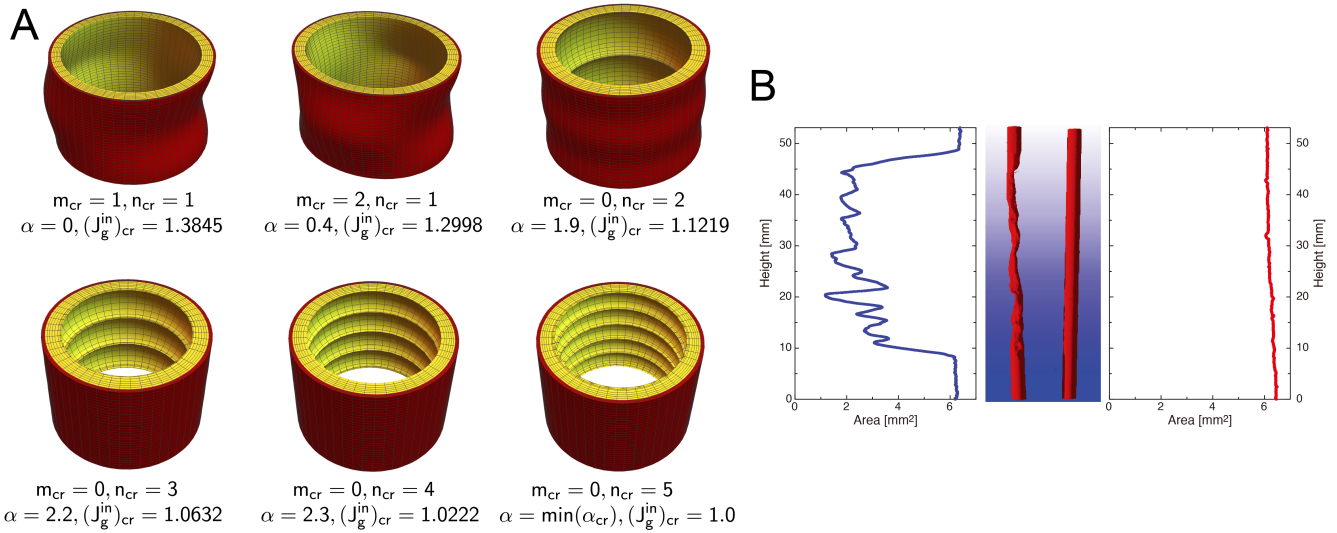 A
m_cr = 1, n_cr = 1
α = 0, (J_g^in)_cr = 1.3845
m_cr = 2, n_cr = 1
α = 0.4, (J_g^in)_cr = 1.2998
m_cr = 0, n_cr = 2
α = 1.9, (J_g^in)_cr = 1.1219
m_cr = 0, n_cr = 3
α = 2.2, (J_g^in)_cr = 1.0632
m_cr = 0, n_cr = 4
α = 2.3, (J_g^in)_cr = 1.0222
m_cr = 0, n_cr = 5
α = min(α_cr), (J_g^in)_cr = 1.0
B
Height [mm]
50
40
30
20
10
0
0 2 4 6
Area [mm²]
0 2 4 6
Area [mm²]
50
40
30
20
10
0
Height [mm]